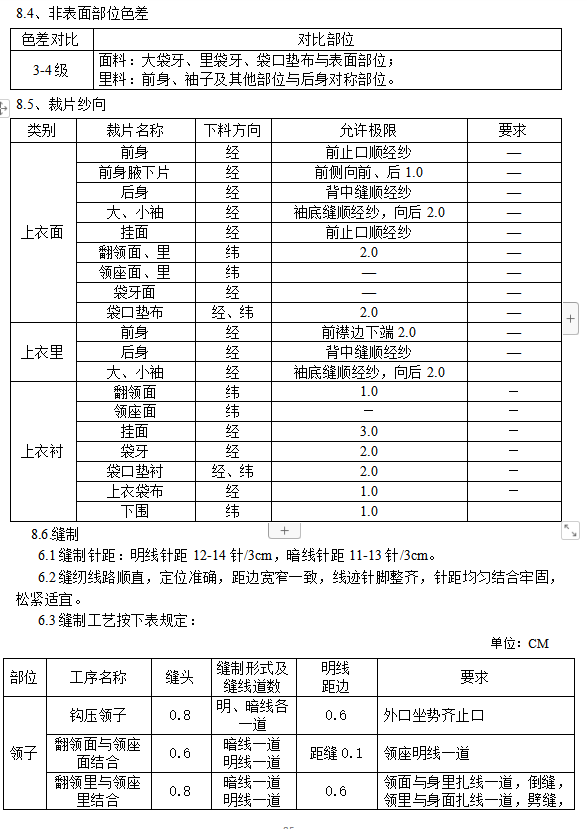 8.4、非表面部位色差
色差对比 对比部位
3-4级 面料：大袋牙、里袋牙、袋口垫布与表面部位；
里料：前身、袖子及其他部位与后身对称部位。
8.5、裁片纱向
类别 裁片名称 下料方向 允许极限 要求
上衣面 前身 经 前止口顺经纱 —
前身腋下片 经 前侧向前、后1.0 —
后身 经 背中缝顺经纱 —
大、小袖 经 袖底缝顺经纱，向后2.0 —
挂面 经 前止口顺经纱 —
翻领面、里 纬 2.0 —
领座面、里 纬 — —
袋牙面 经 — —
袋口垫布 经、纬 2.0 —
上衣里 前身 经 前襟边下端2.0 —
后身 经 背中缝顺经纱 —
大、小袖 经 袖底缝顺经纱，向后2.0
上衣衬 翻领面 纬 1.0 —
领座面 纬 — —
挂面 经 3.0 —
袋牙 经 2.0 —
袋口垫衬 经、纬 2.0 —
上衣袋布 经 1.0 —
下围 纬 1.0
8.6.缝制
6.1缝制针距：明线针距12-14针/3cm，暗线针距11-13针/3cm。
6.2缝纫线路顺直，定位准确，距边宽窄一致，线迹针脚整齐，针距均匀结合牢固，
松紧适宜。
6.3缝制工艺按下表规定：
单位：CM
部位 工序名称 缝头 缝制形式及
缝线道数 明线
距边 要求
领子 钩压领子 0.8 明、暗线各
一道 0.6 外口坐势齐止口
翻领面与领座
面结合 0.6 暗线一道
明线一道 距缝0.1 领座明线一道
翻领里与领座
里结合 0.8 暗线一道
明线一道 0.6 领面与身里扎线一道，倒缝，
领里与身面扎线一道，劈缝，